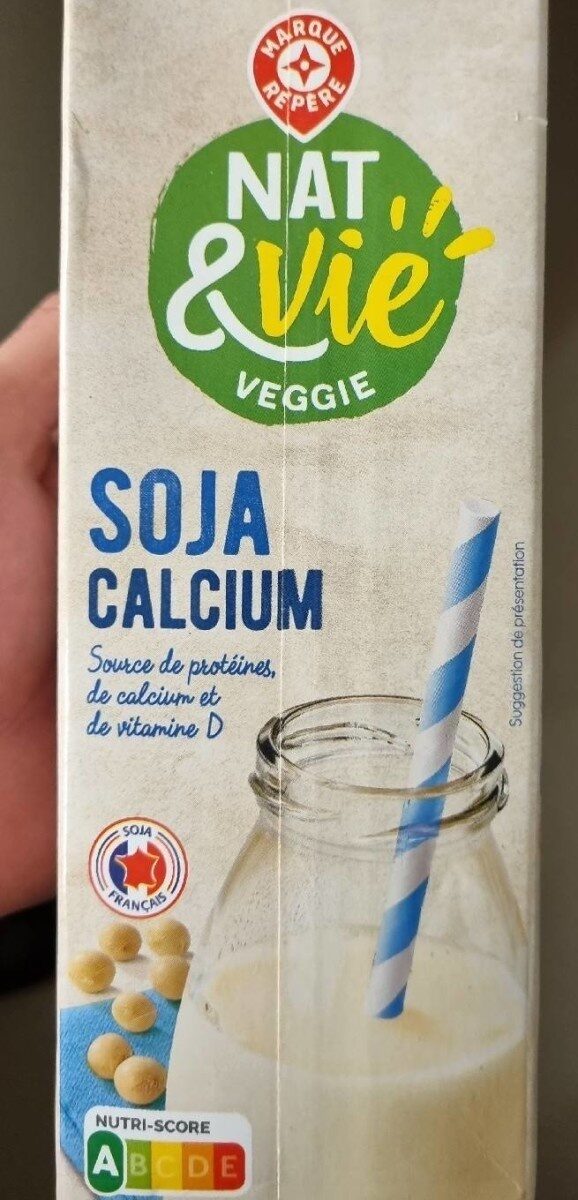 MARQUE
REPÈRE
NAT
&Vie
VEGGIE
SOJA
CALCIUM
Source de protéines,
de calcium et
de vitamine D
Suggestion de présentation
SOJA
FRANÇAIS
NUTRI-SCORE
A B C D E